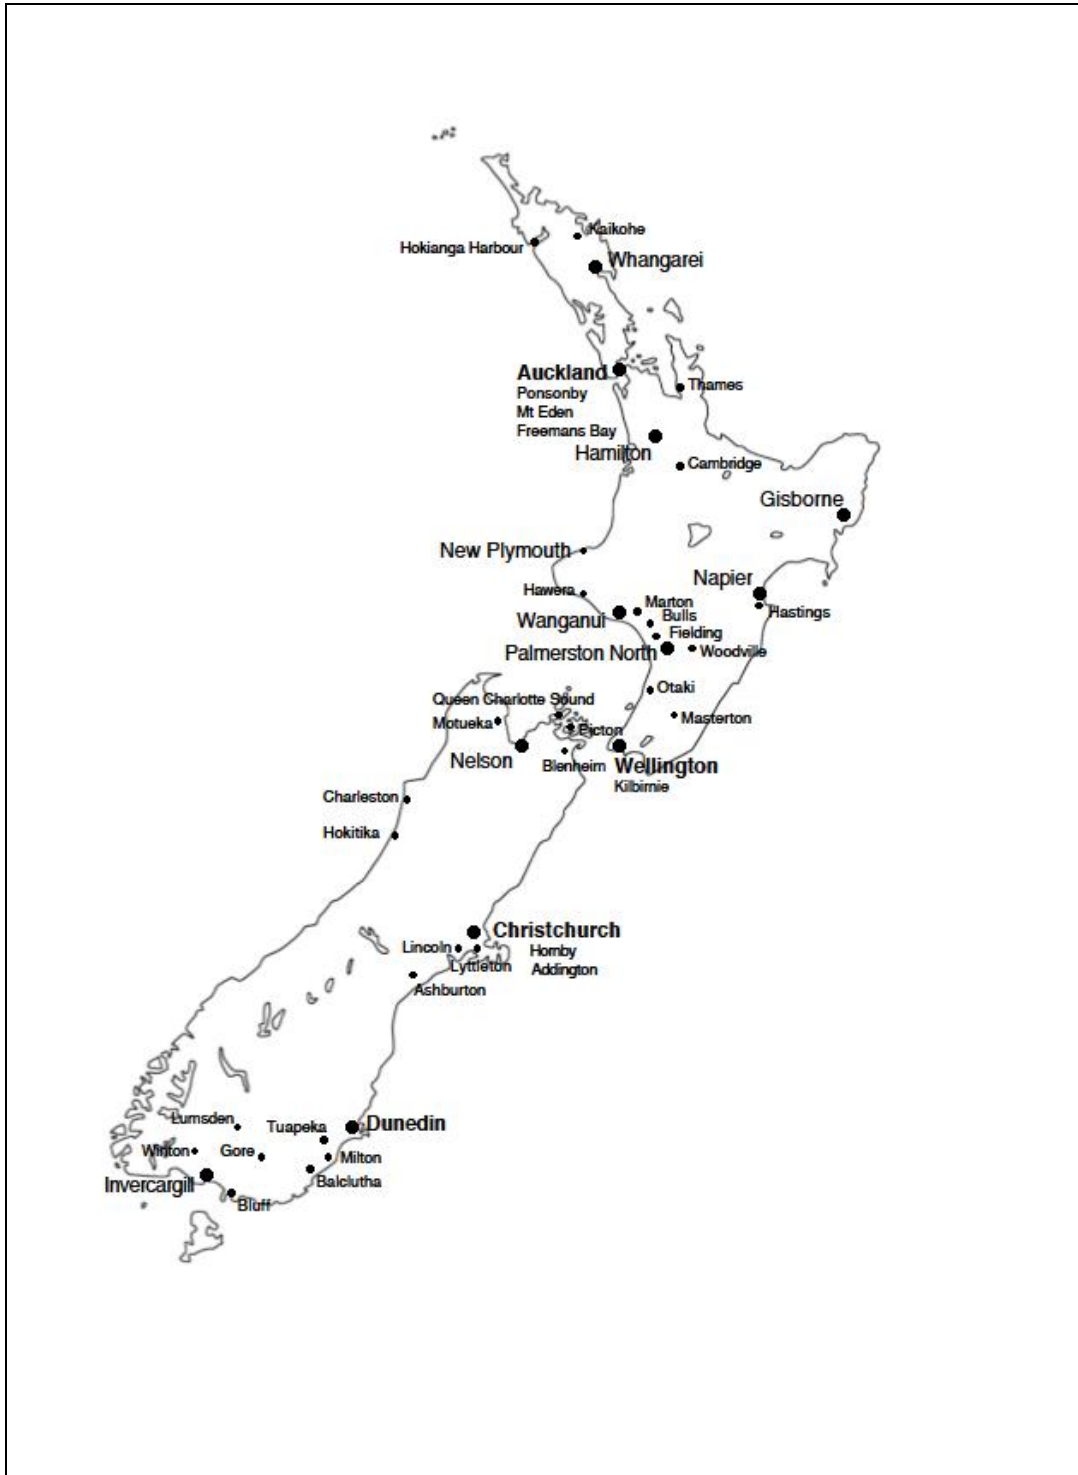 Kaikohe
Hokianga Harbour
Whangarei
Auckland
Thames
Ponsonby
Mt Eden
Freemans Bay
Hamilton
Cambridge
Gisborne
New Plymouth
Napier
Hawera
Marton
Hastings
Bulls
Wanganui
Fielding
Palmerston North
Woodville
Otaki
Queen Charlotte Sound
Masterton
Motueka
Picton
Nelson
Blenheim
Wellington
Kilbirnie
Charleston
Hokitika
Christchurch
Lincoln
Hornby
Lyttleton
Addington
Ashburton
Lumsden
Tuapeka
Dunedin
Winton
Gore
Milton
Balclutha
Invercargill
Bluff